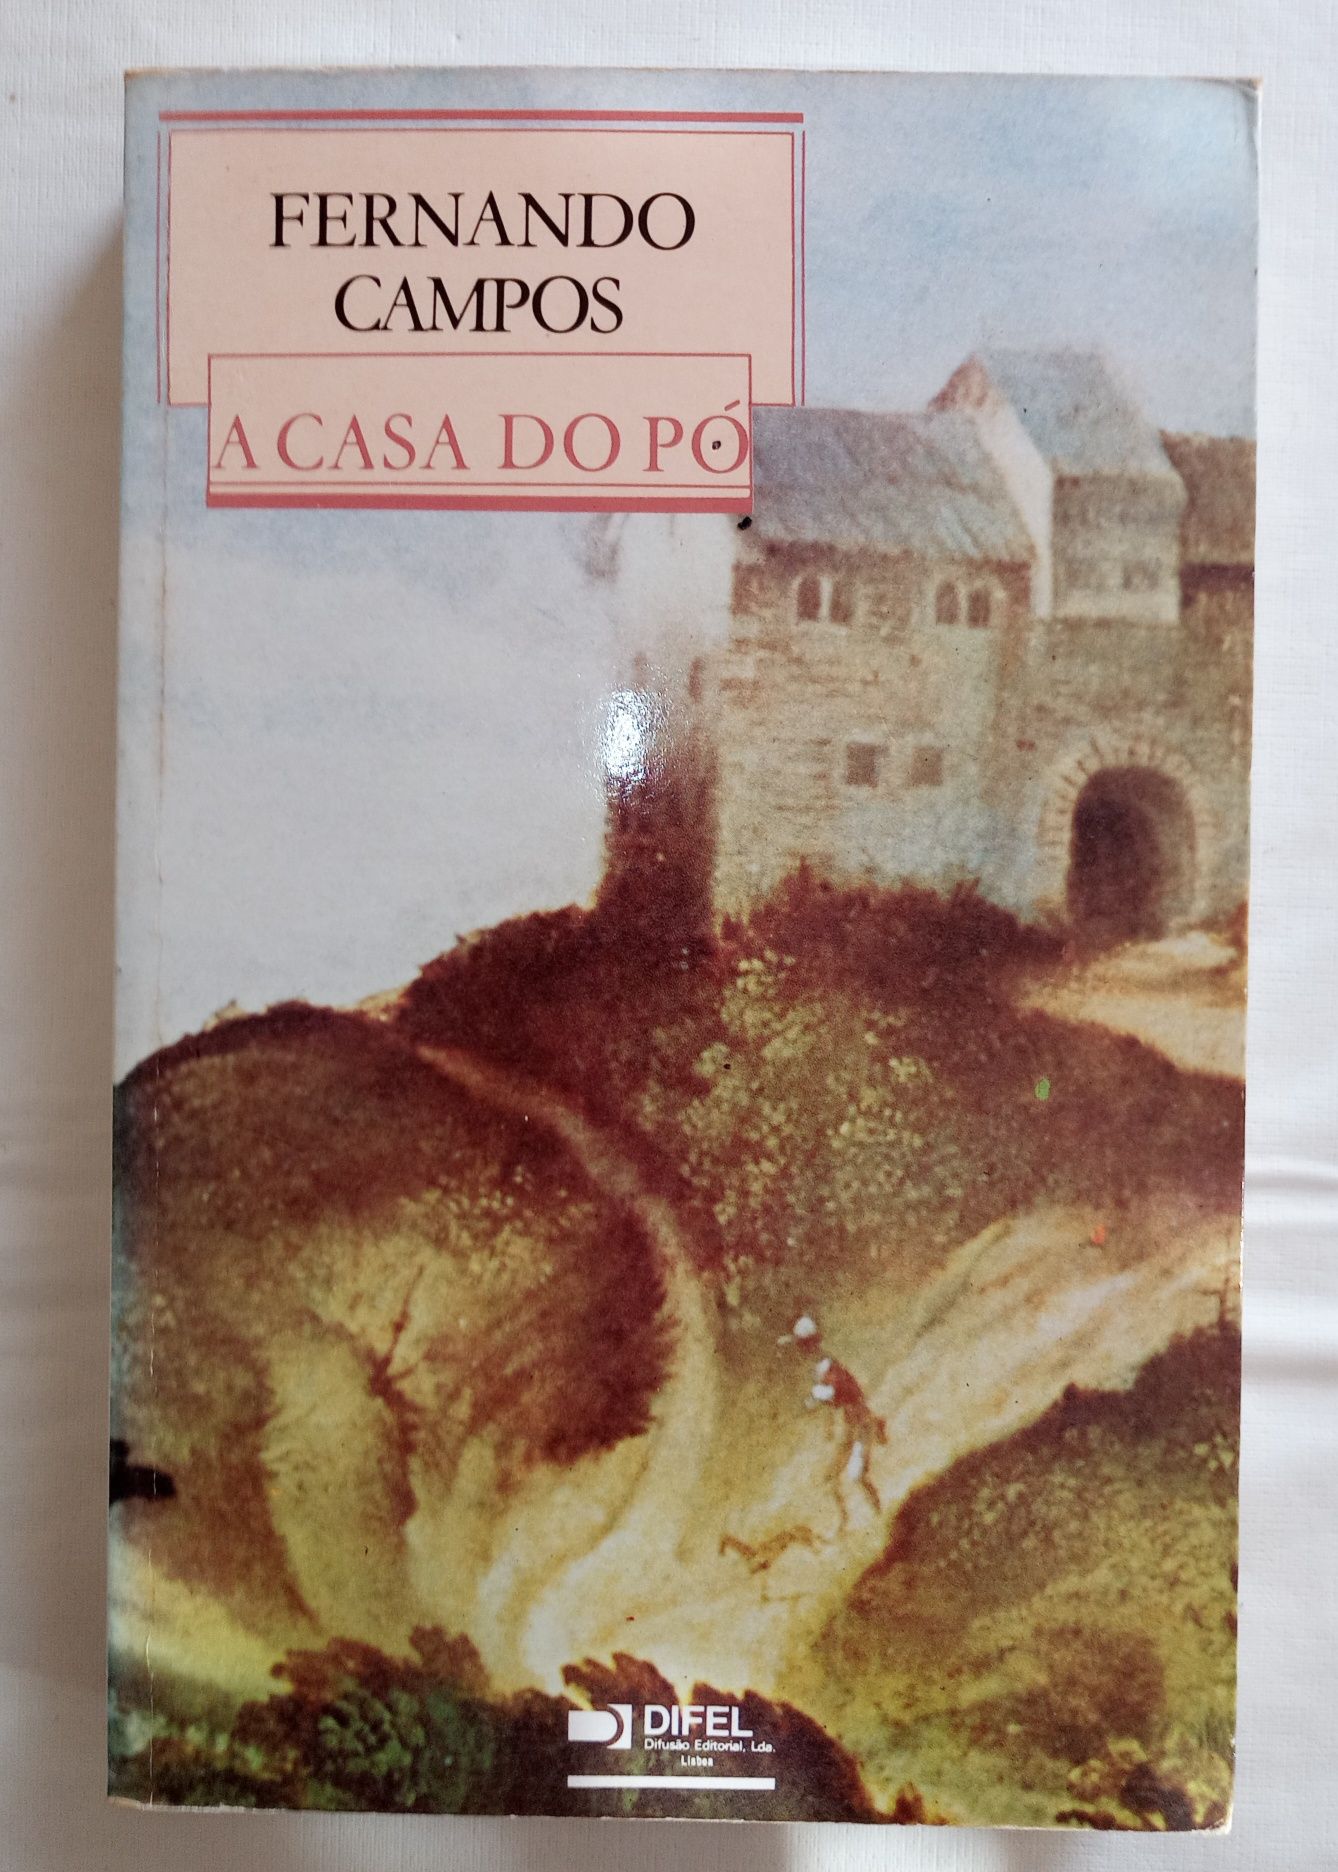 FERNANDO
CAMPOS
A CASA DO PÓ
DIFEL
Difusão Editorial, Lda.
Lisboa